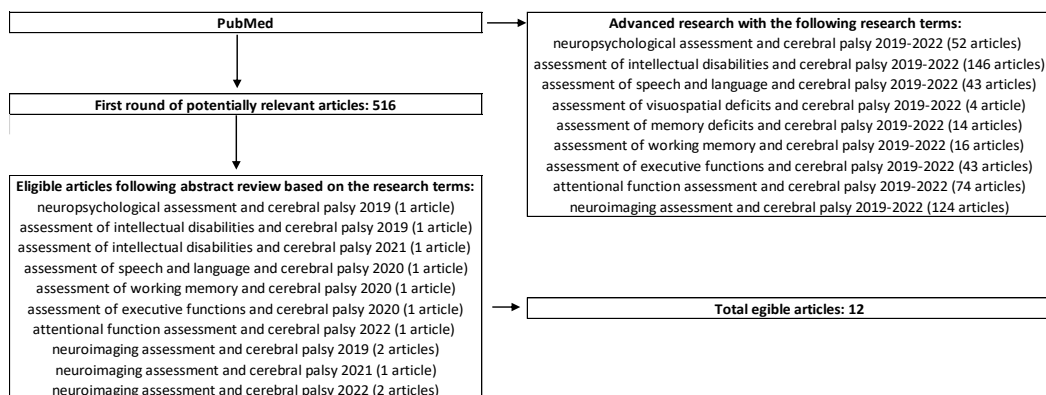 PubMed
Advanced research with the following research terms:
neuropsychological assessment and cerebral palsy 2019-2022 (52 articles)
assessment of intellectual disabilities and cerebral palsy 2019-2022 (146 articles)
assessment of speech and language and cerebral palsy 2019-2022 (43 articles)
assessment of visuospatial deficits and cerebral palsy 2019-2022 (4 article)
assessment of memory deficits and cerebral palsy 2019-2022 (14 articles)
assessment of working memory and cerebral palsy 2019-2022 (16 articles)
assessment of executive functions and cerebral palsy 2019-2022 (43 articles)
attentional function assessment and cerebral palsy 2019-2022 (74 articles)
neuroimaging assessment and cerebral palsy 2019-2022 (124 articles)
First round of potentially relevant articles: 516
Eligible articles following abstract review based on the research terms:
neuropsychological assessment and cerebral palsy 2019 (1 article)
assessment of intellectual disabilities and cerebral palsy 2019 (1 article)
assessment of intellectual disabilities and cerebral palsy 2021 (1 article)
assessment of speech and language and cerebral palsy 2020 (1 article)
assessment of working memory and cerebral palsy 2020 (1 article)
assessment of executive functions and cerebral palsy 2020 (1 article)
attentional function assessment and cerebral palsy 2022 (1 article)
neuroimaging assessment and cerebral palsy 2019 (2 articles)
neuroimaging assessment and cerebral palsy 2021 (1 article)
neuroimaging assessment and cerebral palsy 2022 (2 articles)
Total egible articles: 12